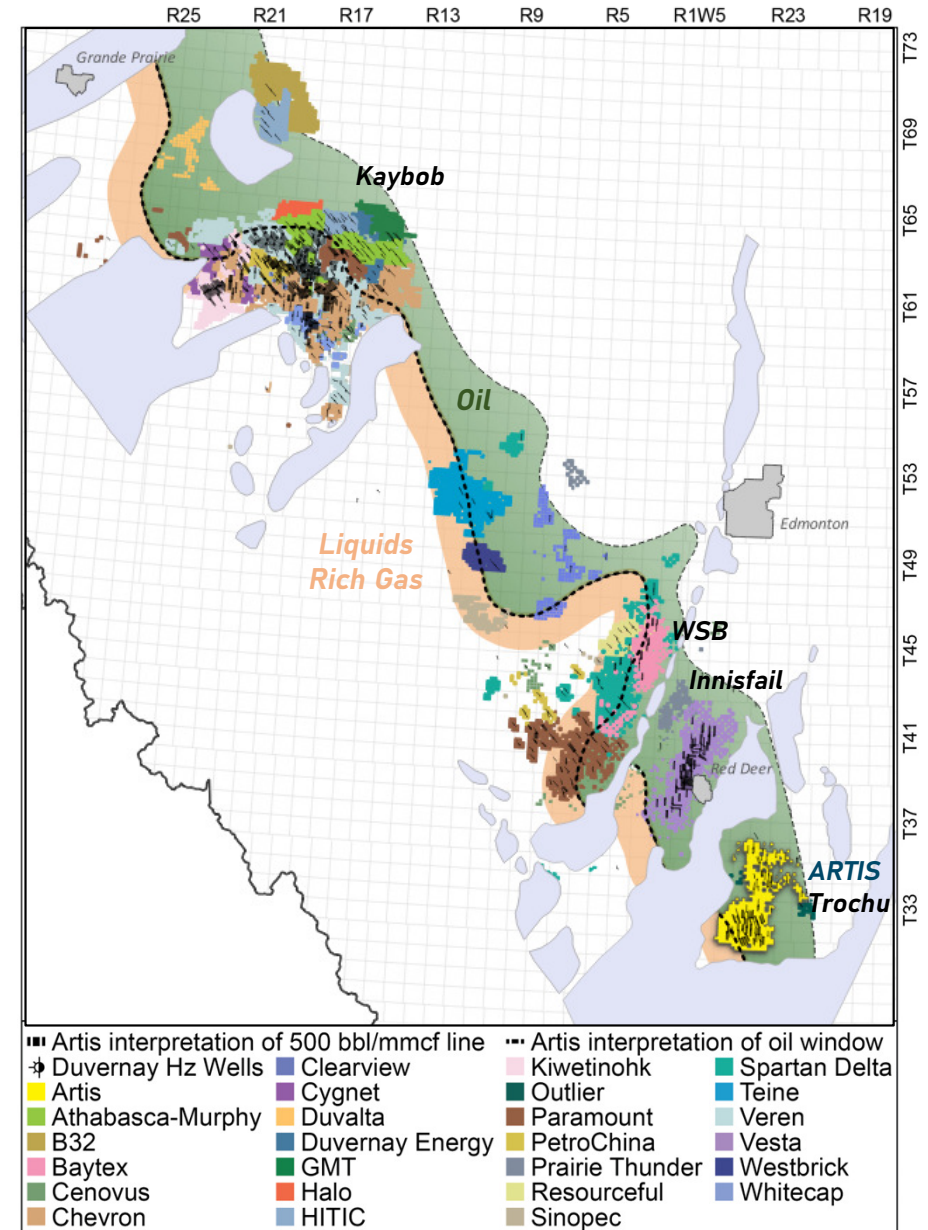 R25 R21 R17 R13 R9 R5 R1W5 R23 R19
T73
Grande Prairie
T69
Kaybob
T65
T61
T57
Oil
T53
Edmonton
Liquids
Rich Gas
T49
WSB
T45
Innisfail
T41
Red Deer
T37
ARTIS
Trochu
T33
Artis interpretation of 500 bbl/mmcf line
Artis interpretation of oil window
Duvernay Hz Wells
Artis
Athabasca-Murphy
B32
Baytex
Cenovus
Chevron
Clearview
Cygnet
Duvalta
Duvernay Energy
GMT
Halo
HITIC
Kiwetinohk
Outlier
Paramount
PetroChina
Prairie Thunder
Resourceful
Sinopec
Spartan Delta
Teine
Veren
Vesta
Westbrick
Whitecap